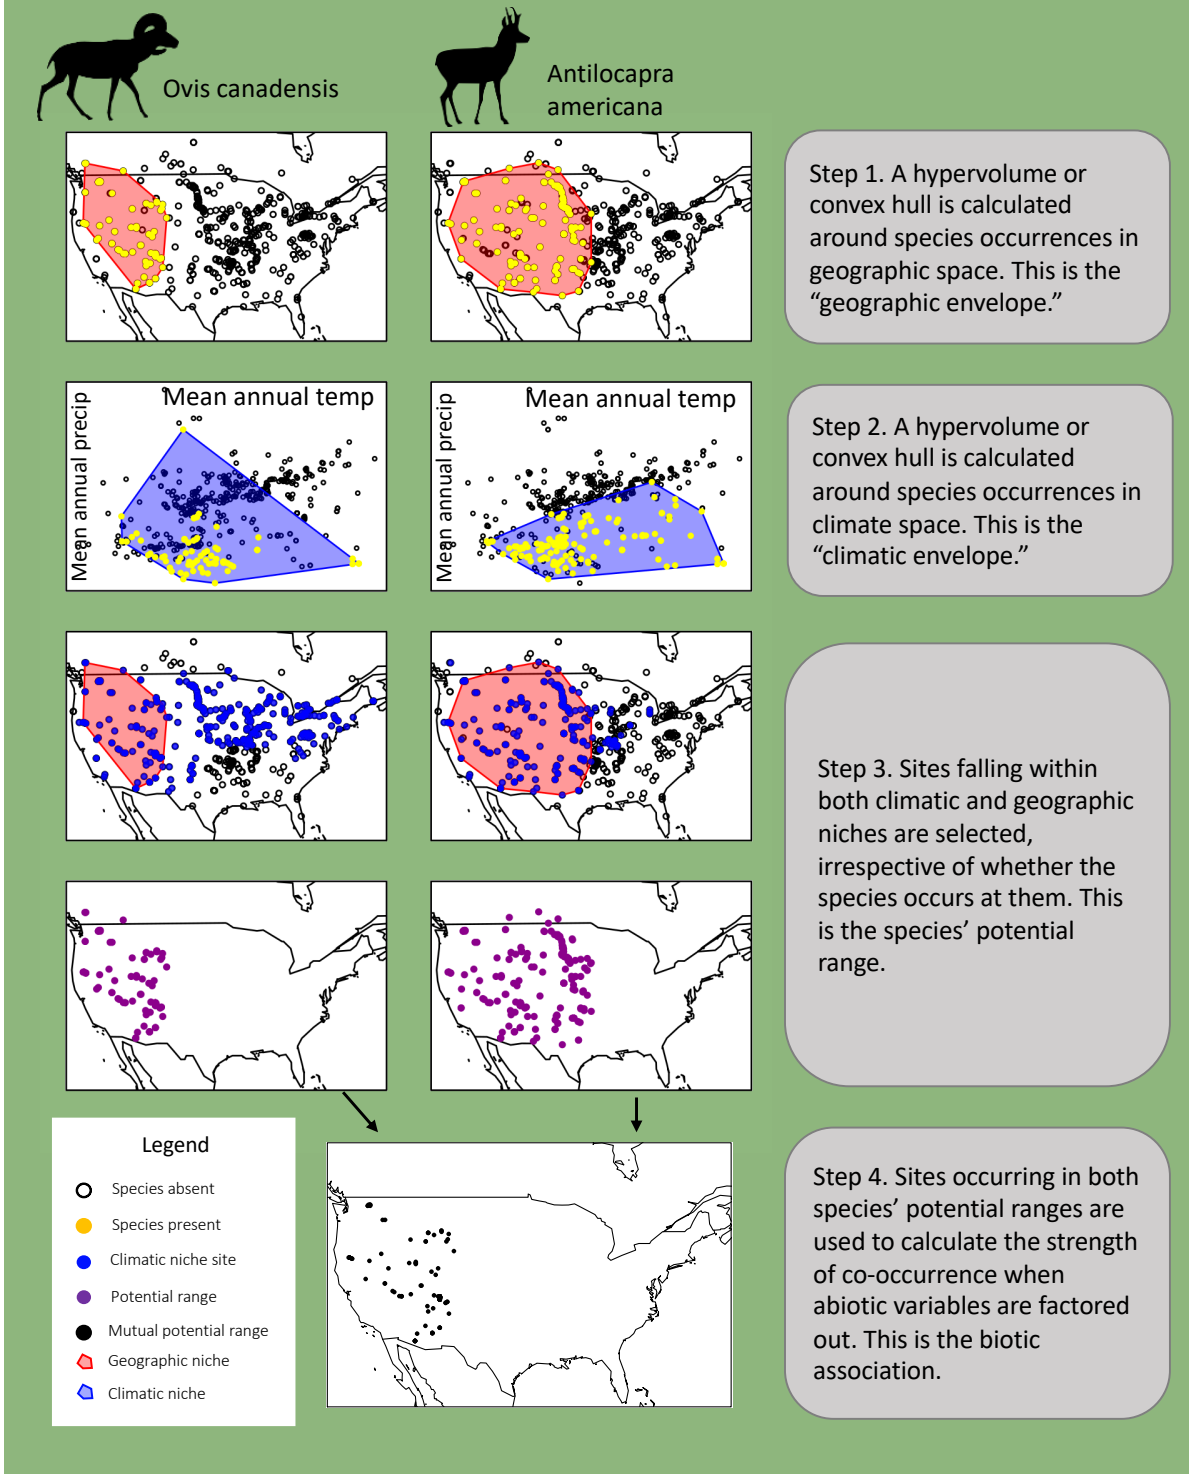 Ovis canadensis
Antilocapra
americana
Step 1. A hypervolume or
convex hull is calculated
around species occurrences in
geographic space. This is the
“geographic envelope.”
Mean annual temp
Mean annual precip
Mean annual temp
Mean annual precip
Step 2. A hypervolume or
convex hull is calculated
around species occurrences in
climate space. This is the
“climatic envelope.”
Step 3. Sites falling within
both climatic and geographic
niches are selected,
irrespective of whether the
species occurs at them. This
is the species’ potential
range.
Legend
Species absent
Species present
Climatic niche site
Potential range
Mutual potential range
Geographic niche
Climatic niche
Step 4. Sites occurring in both
species’ potential ranges are
used to calculate the strength
of co-occurrence when
abiotic variables are factored
out. This is the biotic
association.